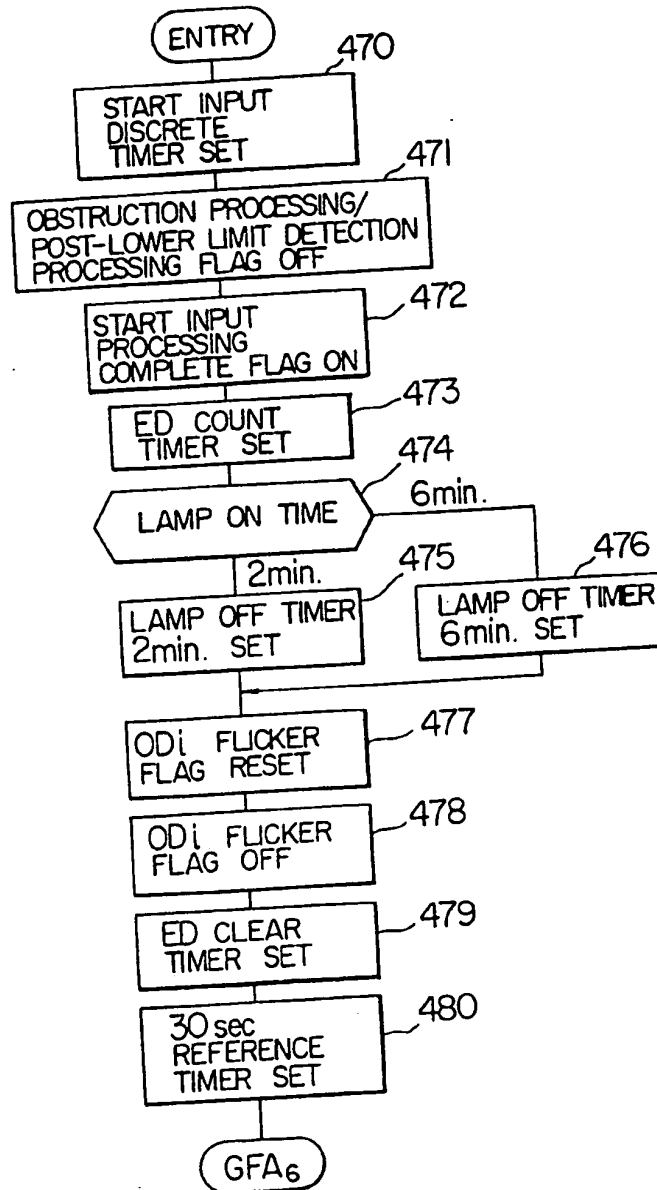 ENTRY
470
START INPUT
DISCRETE
TIMER SET
471
OBSTRUCTION PROCESSING/
POST-LOWER LIMIT DETECTION
PROCESSING FLAG OFF
472
START INPUT
PROCESSING
COMPLETE FLAG ON
473
ED COUNT
TIMER SET
474
LAMP ON TIME
6min.
2min.
475
LAMP OFF TIMER
2min. SET
476
LAMP OFF TIMER
6min. SET
477
ODi FLICKER
FLAG RESET
478
ODi FLICKER
FLAG OFF
479
ED CLEAR
TIMER SET
480
30sec
REFERENCE
TIMER SET
GFA6